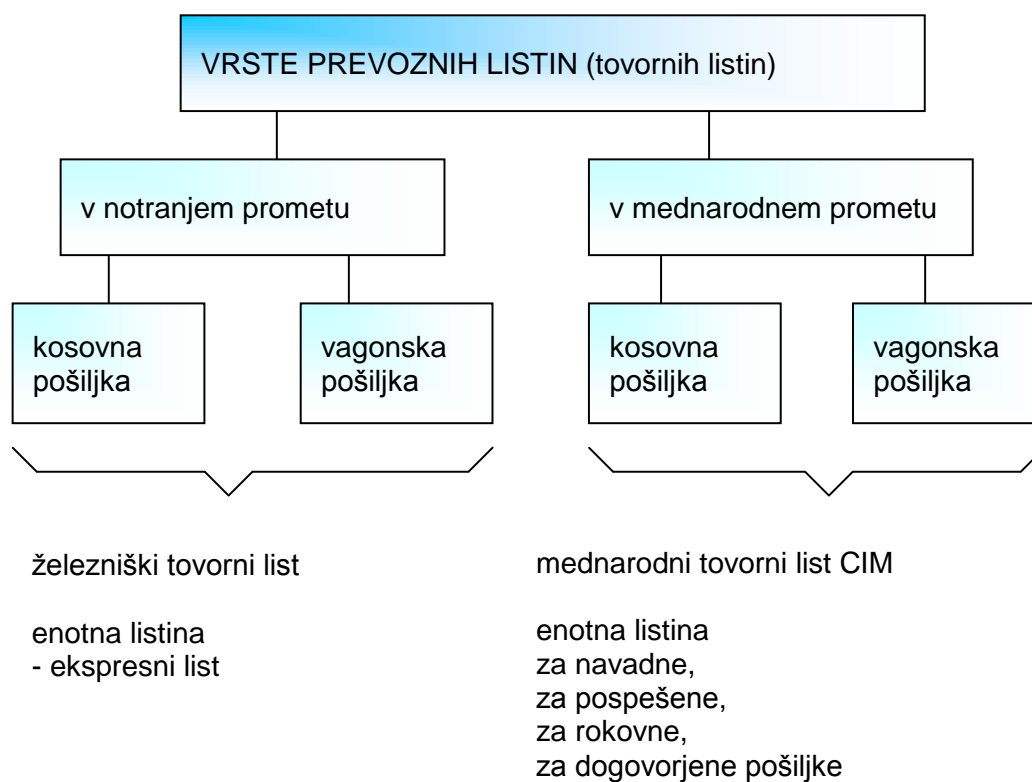 VRSTE PREVOZNIH LISTIN (tovornih listin)
v notranjem prometu
v mednarodnem prometu
kosovna
pošiljka
vagonska
pošiljka
kosovna
pošiljka
vagonska
pošiljka
železniški tovorni list
enotna listina
- ekspresni list
mednarodni tovorni list CIM
enotna listina
za navadne,
za pospešene,
za rokovne,
za dogovorjene pošiljke